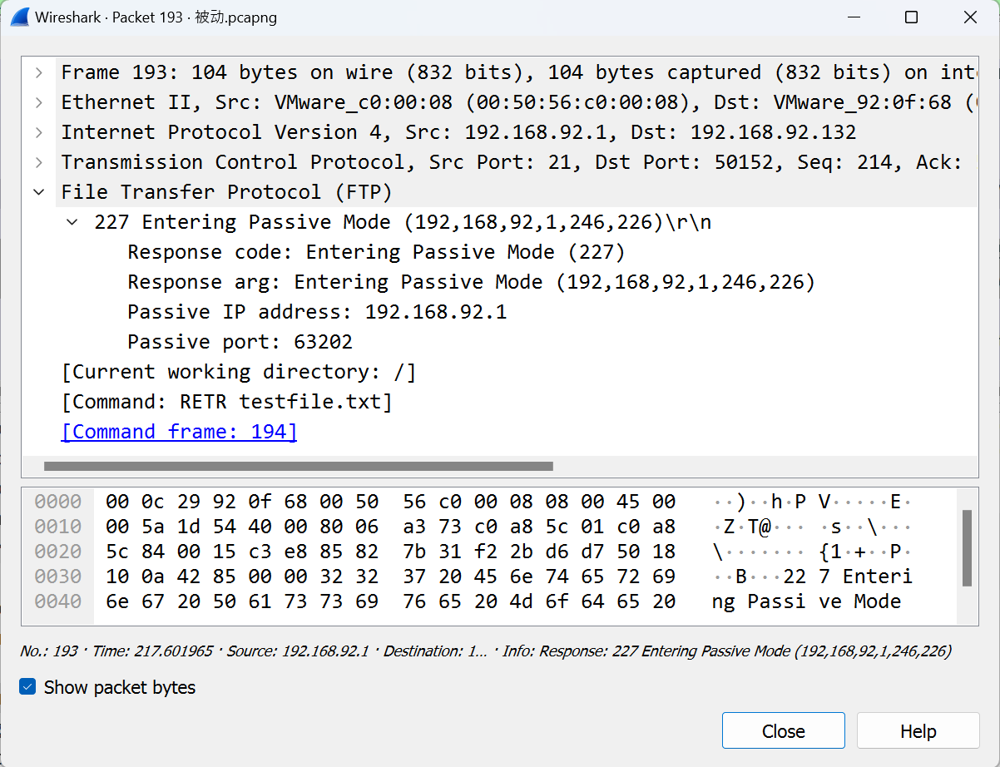 Wireshark · Packet 193 · 被动.pcapng
Frame 193: 104 bytes on wire (832 bits), 104 bytes captured (832 bits) on int
Ethernet II, Src: VMware_c0:00:08 (00:50:56:c0:00:08), Dst: VMware_92:0f:68 (
Internet Protocol Version 4, Src: 192.168.92.1, Dst: 192.168.92.132
Transmission Control Protocol, Src Port: 21, Dst Port: 50152, Seq: 214, Ack:
File Transfer Protocol (FTP)
227 Entering Passive Mode (192,168,92,1,246,226)\r\n
Response code: Entering Passive Mode (227)
Response arg: Entering Passive Mode (192,168,92,1,246,226)
Passive IP address: 192.168.92.1
Passive port: 63202
[Current working directory: /]
[Command: RETR testfile.txt]
[Command frame: 194]
0000 00 0c 29 92 0f 68 00 50 56 c0 00 08 08 00 45 00 ··)··h·P V·····E·
0010 00 5a 1d 54 40 00 80 06 a3 73 c0 a8 5c 01 c0 a8 ·Z·T@··· ·s··\···
0020 5c 84 00 15 c3 e8 85 82 7b 31 f2 2b d6 d7 50 18 \······· {1·+··P·
0030 10 0a 42 85 00 00 32 32 37 20 45 6e 74 65 72 69 ··B···22 7 Enteri
0040 6e 67 20 50 61 73 73 69 76 65 20 4d 6f 64 65 20 ng Passi ve Mode
No.: 193 · Time: 217.601965 · Source: 192.168.92.1 · Destination: 1... · Info: Response: 227 Entering Passive Mode (192,168,92,1,246,226)
Show packet bytes
Close Help